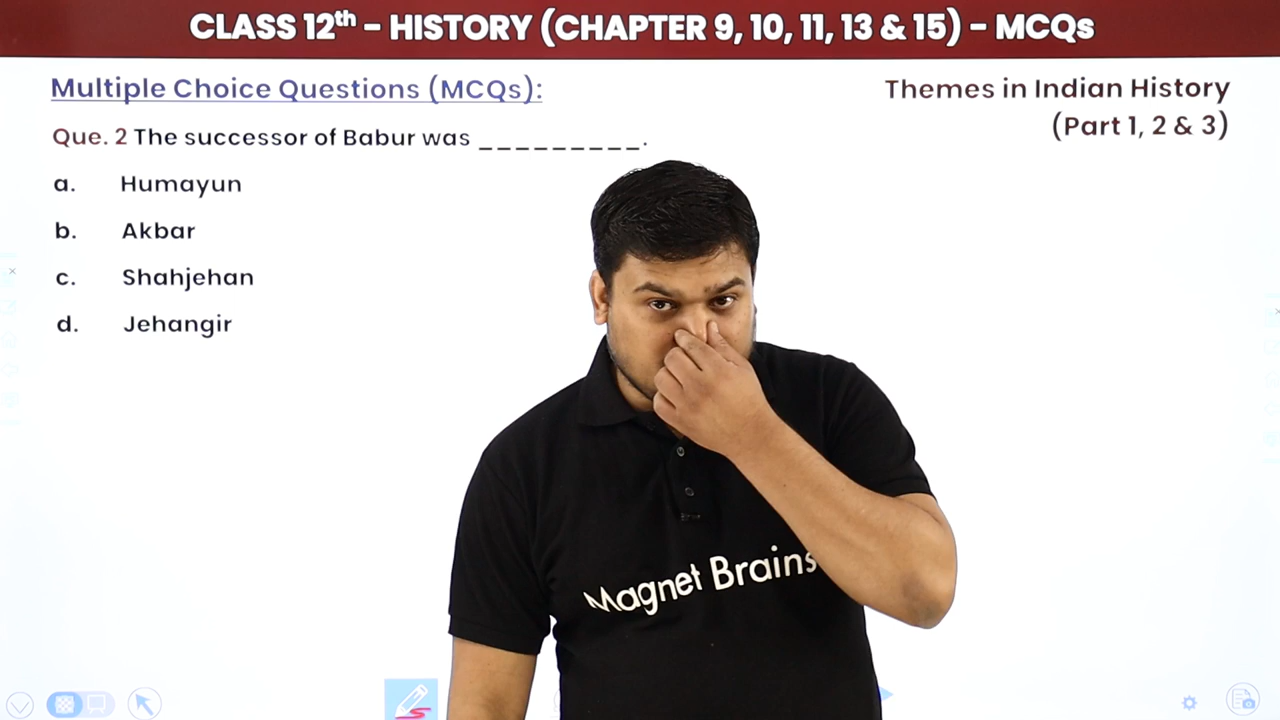 CLASS 12th - HISTORY (CHAPTER 9, 10, 11, 13 & 15) - MCQs
Multiple Choice Questions (MCQs):
Themes in Indian History
(Part 1, 2 & 3)
Que. 2 The successor of Babur was _________.
a. Humayun
b. Akbar
c. Shahjehan
d. Jehangir
Magnet Brains